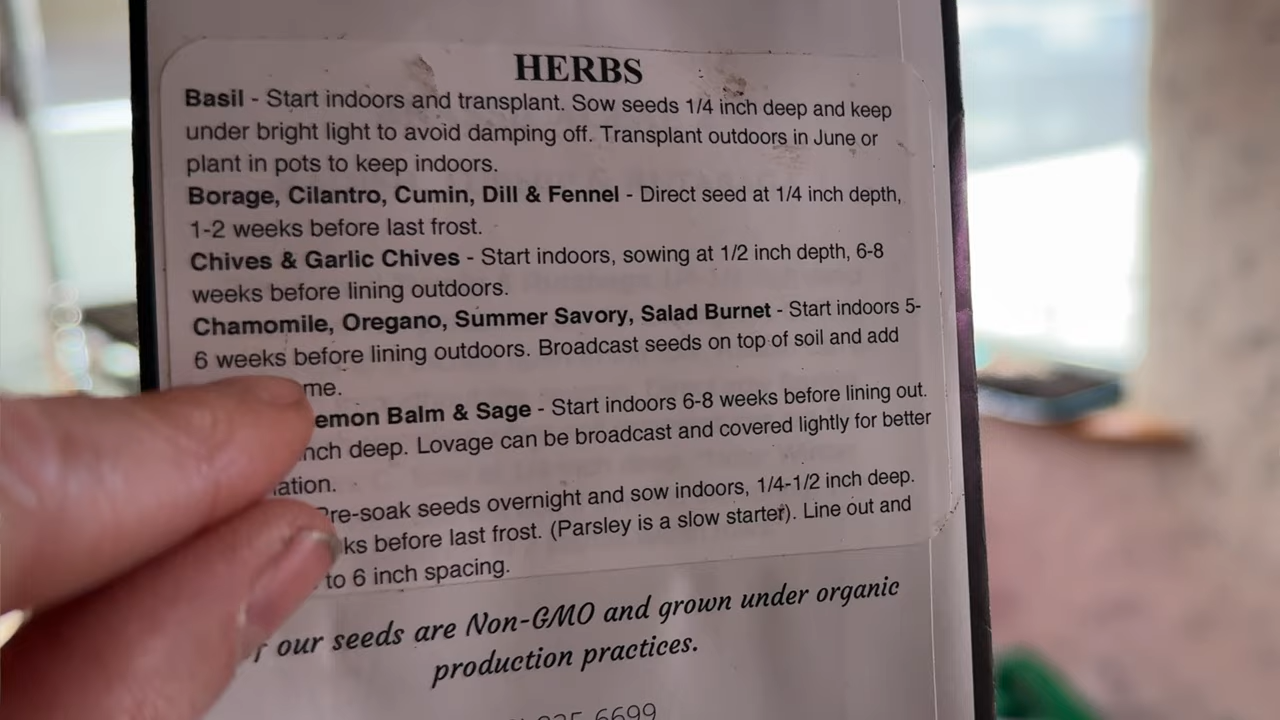 HERBS
Basil - Start indoors and transplant. Sow seeds 1/4 inch deep and keep
under bright light to avoid damping off. Transplant outdoors in June or
plant in pots to keep indoors.
Borage, Cilantro, Cumin, Dill & Fennel - Direct seed at 1/4 inch depth,
1-2 weeks before last frost.
Chives & Garlic Chives - Start indoors, sowing at 1/2 inch depth, 6-8
weeks before lining outdoors.
Chamomile, Oregano, Summer Savory, Salad Burnet - Start indoors 5-
6 weeks before lining outdoors. Broadcast seeds on top of soil and add
Balm & Sage - Start indoors 6-8 weeks before lining out.
deep. Lovage can be broadcast and covered lightly for better
Pre-soak seeds overnight and sow indoors, 1/4-1/2 inch deep.
before last frost. (Parsley is a slow starter). Line out and
to 6 inch spacing.
our seeds are Non-GMO and grown under organic
production practices.
6699